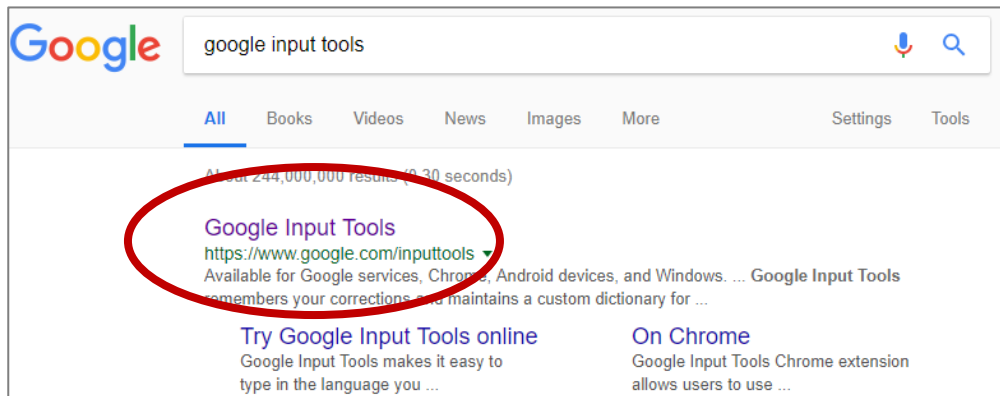 Google
google input tools
All Books Videos News Images More Settings Tools
About 244,000,000 results (0.30 seconds)
Google Input Tools
https://www.google.com/inputtools
Available for Google services, Chrome, Android devices, and Windows. ... Google Input Tools
remembers your corrections and maintains a custom dictionary for ...
Try Google Input Tools online
Google Input Tools makes it easy to
type in the language you ...
On Chrome
Google Input Tools Chrome extension
allows users to use ...